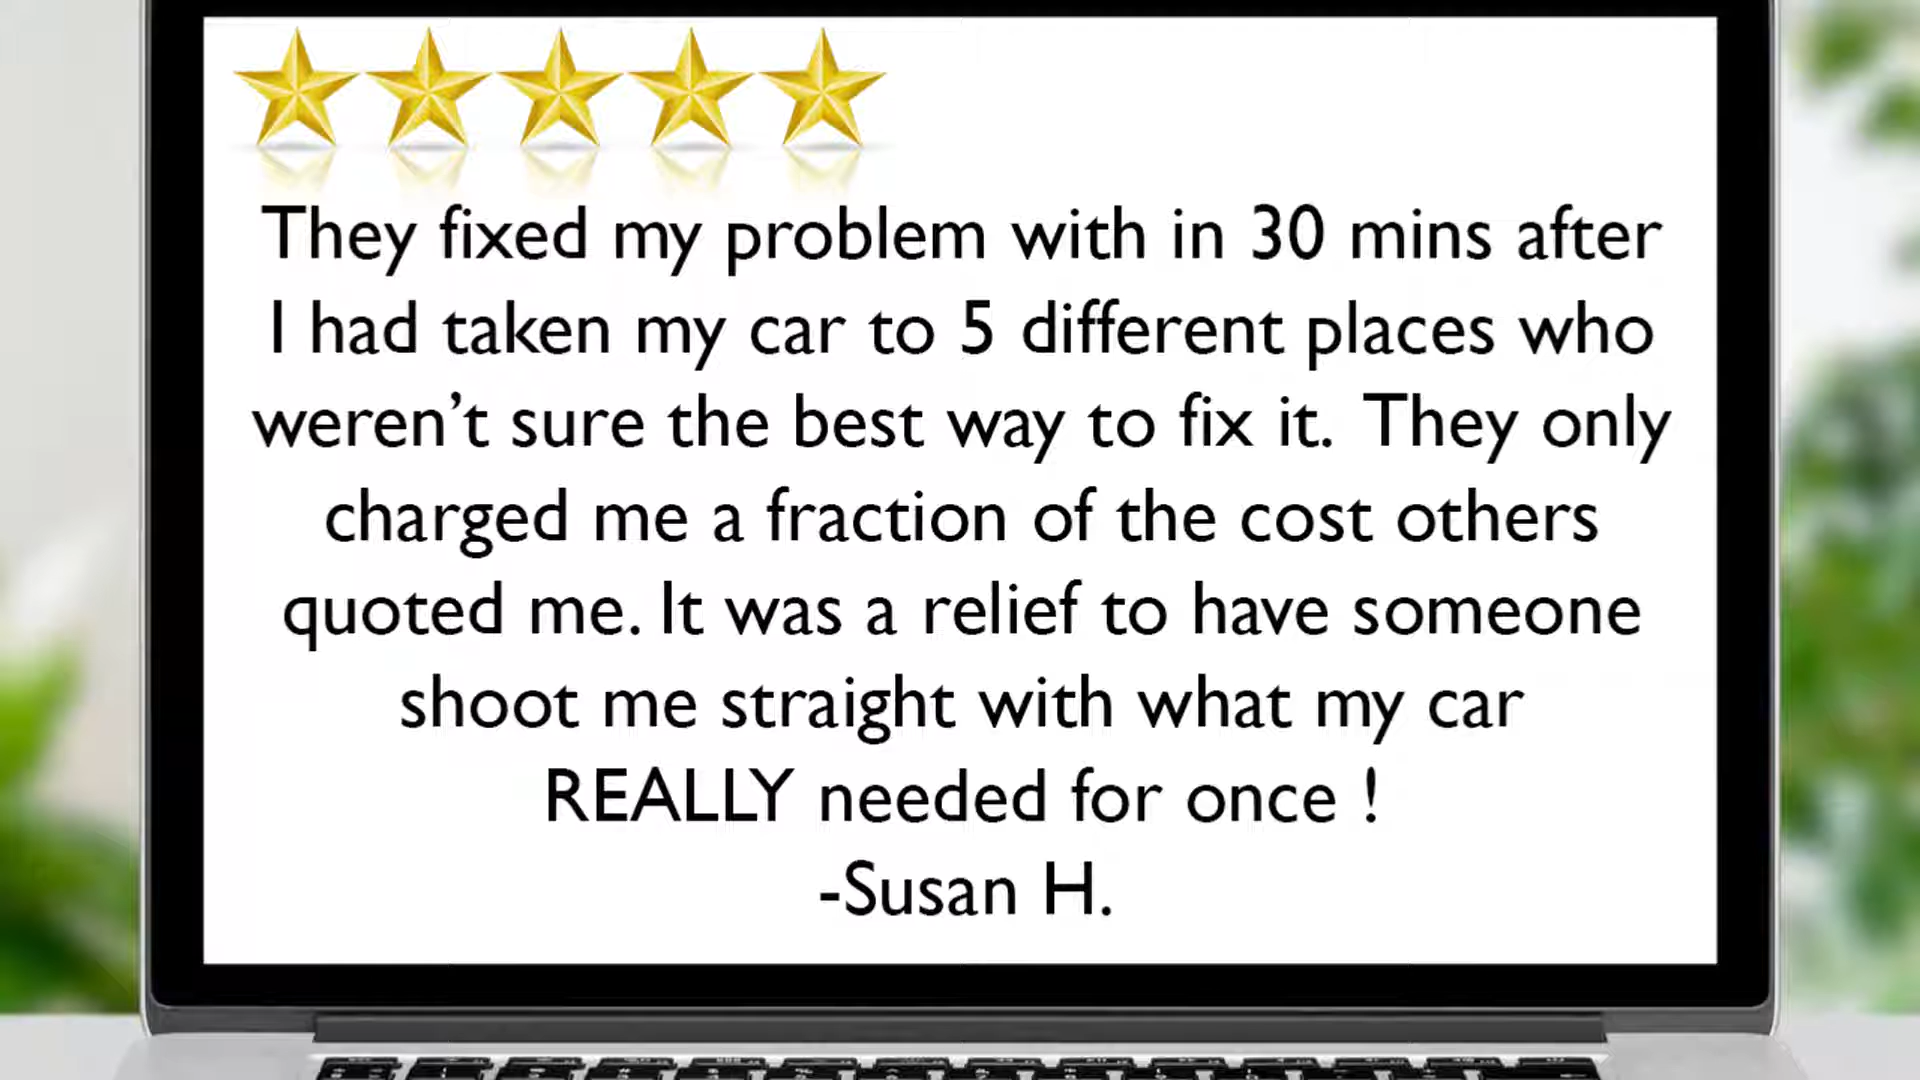 They fixed my problem with in 30 mins after
I had taken my car to 5 different places who
weren’t sure the best way to fix it. They only
charged me a fraction of the cost others
quoted me. It was a relief to have someone
shoot me straight with what my car
REALLY needed for once !
-Susan H.